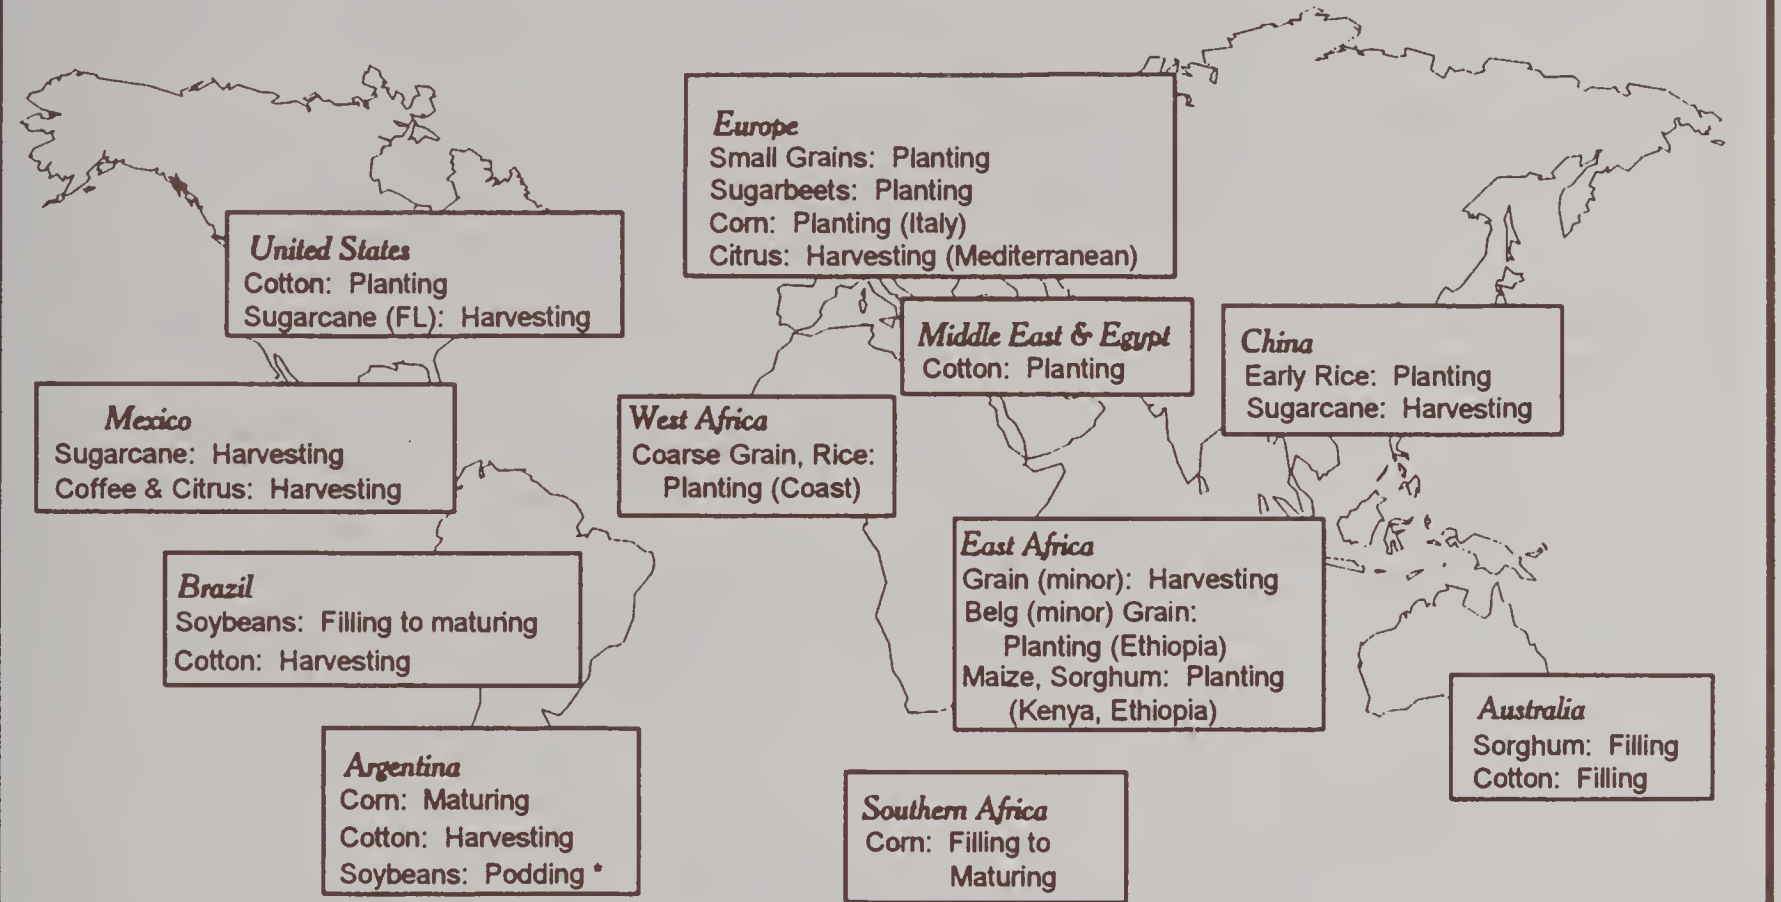 Europe
Small Grains: Planting
Sugarbeets: Planting
Corn: Planting (Italy)
Citrus: Harvesting (Mediterranean)
United States
Cotton: Planting
Sugarcane (FL): Harvesting
Middle East & Egypt
Cotton: Planting
China
Early Rice: Planting
Sugarcane: Harvesting
Mexico
Sugarcane: Harvesting
Coffee & Citrus: Harvesting
West Africa
Coarse Grain, Rice:
Planting (Coast)
East Africa
Grain (minor): Harvesting
Belg (minor) Grain:
Planting (Ethiopia)
Maize, Sorghum: Planting
(Kenya, Ethiopia)
Brazil
Soybeans: Filling to maturing
Cotton: Harvesting
Australia
Sorghum: Filling
Cotton: Filling
Argentina
Corn: Maturing
Cotton: Harvesting
Soybeans: Podding *
Southern Africa
Corn: Filling to
Maturing